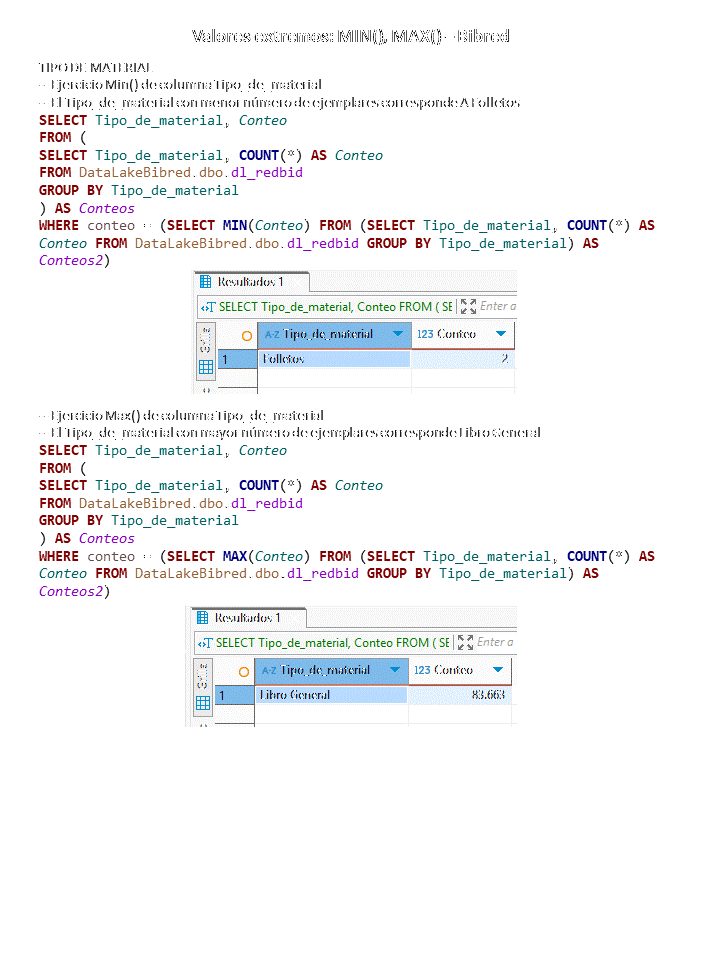 Valores extremos: MIN(), MAX() - Bibred
TIPO DE MATERIAL
-- Ejercicio Min() de columna Tipo_de_material
-- El Tipo_de_material con menor número de ejemplares corresponde A Folletos
SELECT Tipo_de_material, Conteo
FROM (
SELECT Tipo_de_material, COUNT(*) AS Conteo
FROM DataLakeBibred.dbo.dl_redbid
GROUP BY Tipo_de_material
) AS Conteos
WHERE conteo = (SELECT MIN(Conteo) FROM (SELECT Tipo_de_material, COUNT(*) AS
Conteo FROM DataLakeBibred.dbo.dl_redbid GROUP BY Tipo_de_material) AS
Conteos2)
Resultados 1
SELECT Tipo_de_material, Conteo FROM ( SE Enter a
A-Z Tipo_de_material 123 Conteo
1 Folletos 2
-- Ejercicio Max() de columna Tipo_de_material
-- El Tipo_de_material con mayor número de ejemplares corresponde Libro General
SELECT Tipo_de_material, Conteo
FROM (
SELECT Tipo_de_material, COUNT(*) AS Conteo
FROM DataLakeBibred.dbo.dl_redbid
GROUP BY Tipo_de_material
) AS Conteos
WHERE conteo = (SELECT MAX(Conteo) FROM (SELECT Tipo_de_material, COUNT(*) AS
Conteo FROM DataLakeBibred.dbo.dl_redbid GROUP BY Tipo_de_material) AS
Conteos2)
Resultados 1
SELECT Tipo_de_material, Conteo FROM ( SE Enter a
A-Z Tipo_de_material 123 Conteo
1 Libro General 83.663